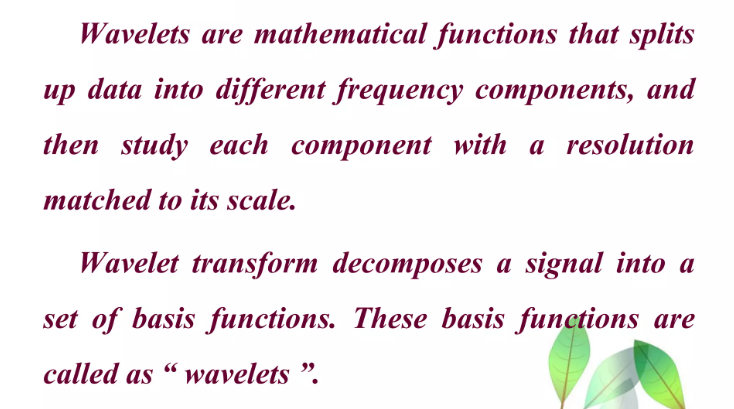 Wavelets are mathematical functions that splits
up data into different frequency components, and
then study each component with a resolution
matched to its scale.
Wavelet transform decomposes a signal into a
set of basis functions. These basis functions are
called as “ wavelets ”.